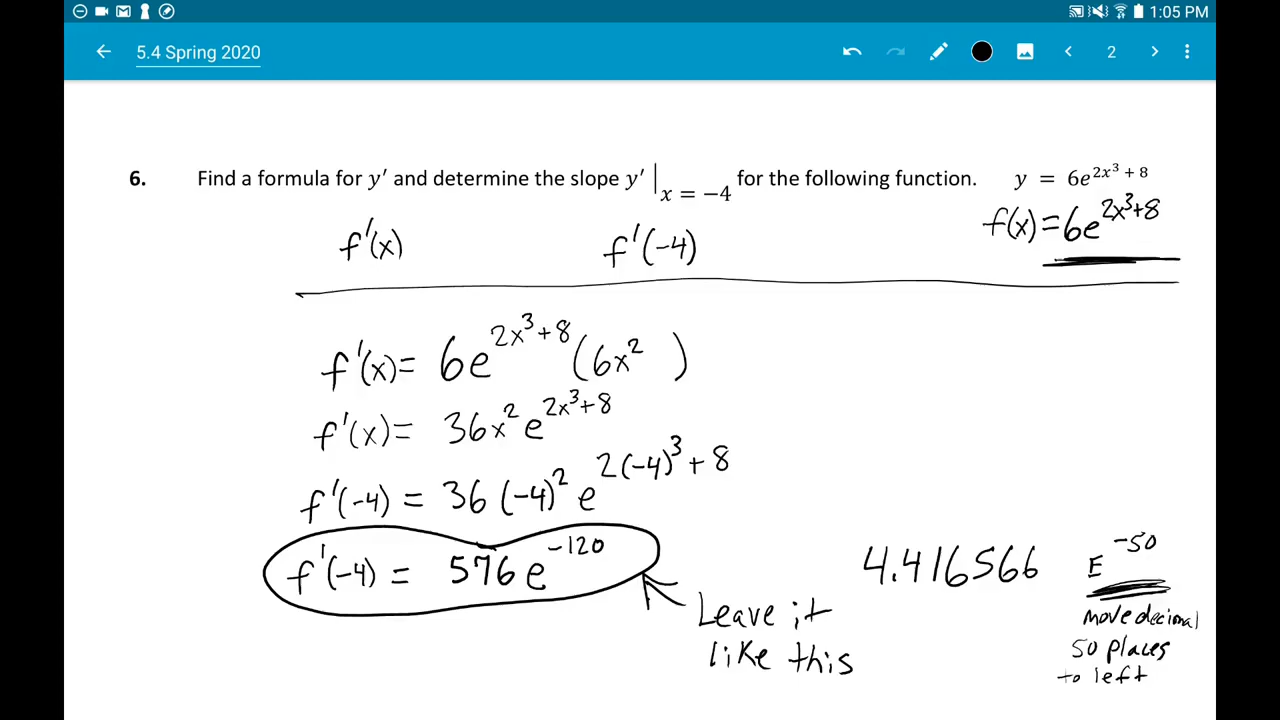 1:05 PM
5.4 Spring 2020
2
6. Find a formula for y′ and determine the slope y′ |ₓ ₌ ₋₄ for the following function. y = 6e^{2x³ + 8}
f(x) = 6e^{2x³+8}
f'(x) f'(-4)
f'(x) = 6e^{2x³+8} (6x² )
f'(x) = 36x² e^{2x³+8}
f'(-4) = 36 (-4)² e^{2(-4)³ + 8}
f'(-4) = 576 e^{-120}
Leave it
like this
4.416566 E^{-50}
move decimal
50 places
to left